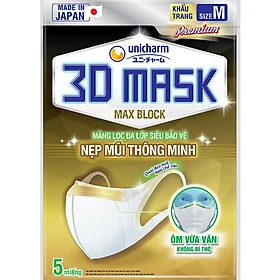 MADE IN
JAPAN
KHẨU
TRANG
SIZE M
Premium
unicharm
ユニ・チャーム
3D MASK
MAX BLOCK
MÀNG LỌC ĐA LỚP SIÊU BẢO VỆ
NẸP MŨI THÔNG MINH
ÔM VỪA VẶN
KHÔNG BÍ THỞ
5 miếng